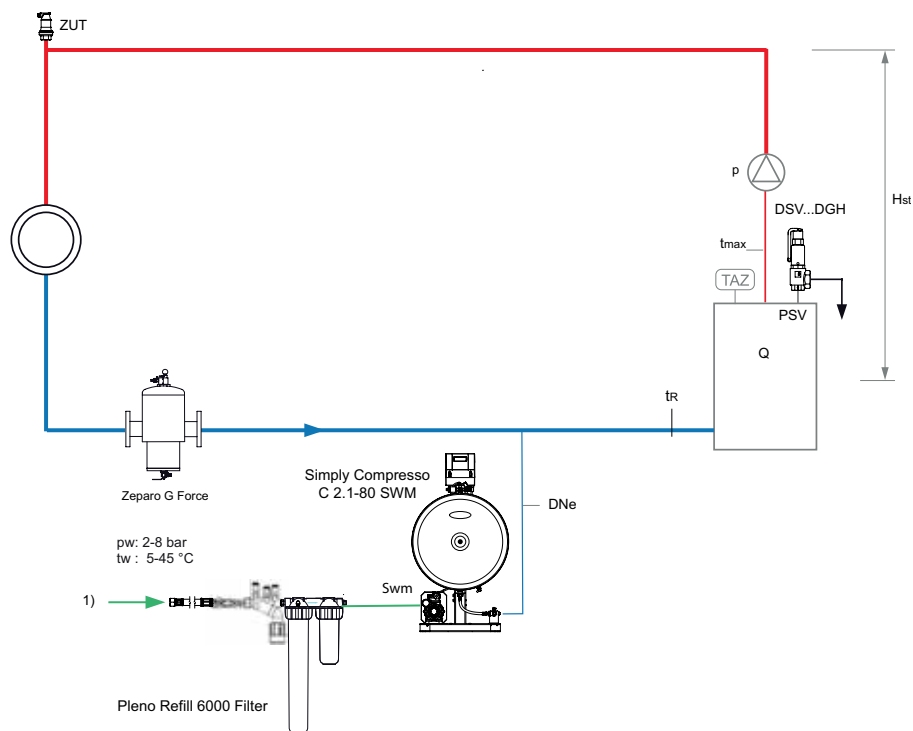 ZUT
p
Hst
DSV...DGH
tmax
TAZ
PSV
Q
tR
Zeparo G Force
Simply Compresso
C 2.1-80 SWM
DNe
pw: 2-8 bar
tw : 5-45 °C
Swm
1)
Pleno Refill 6000 Filter